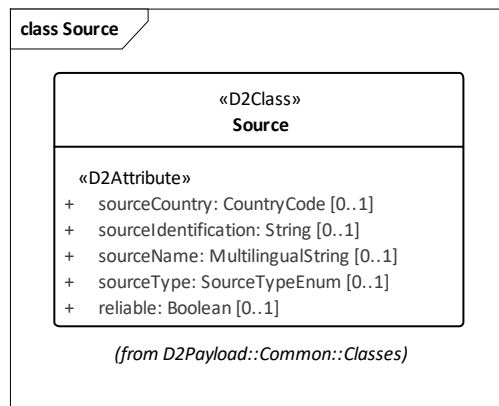 class Source
«D2Class»
Source
«D2Attribute»
+ sourceCountry: CountryCode [0..1]
+ sourceIdentification: String [0..1]
+ sourceName: MultilingualString [0..1]
+ sourceType: SourceTypeEnum [0..1]
+ reliable: Boolean [0..1]
(from D2Payload::Common::Classes)